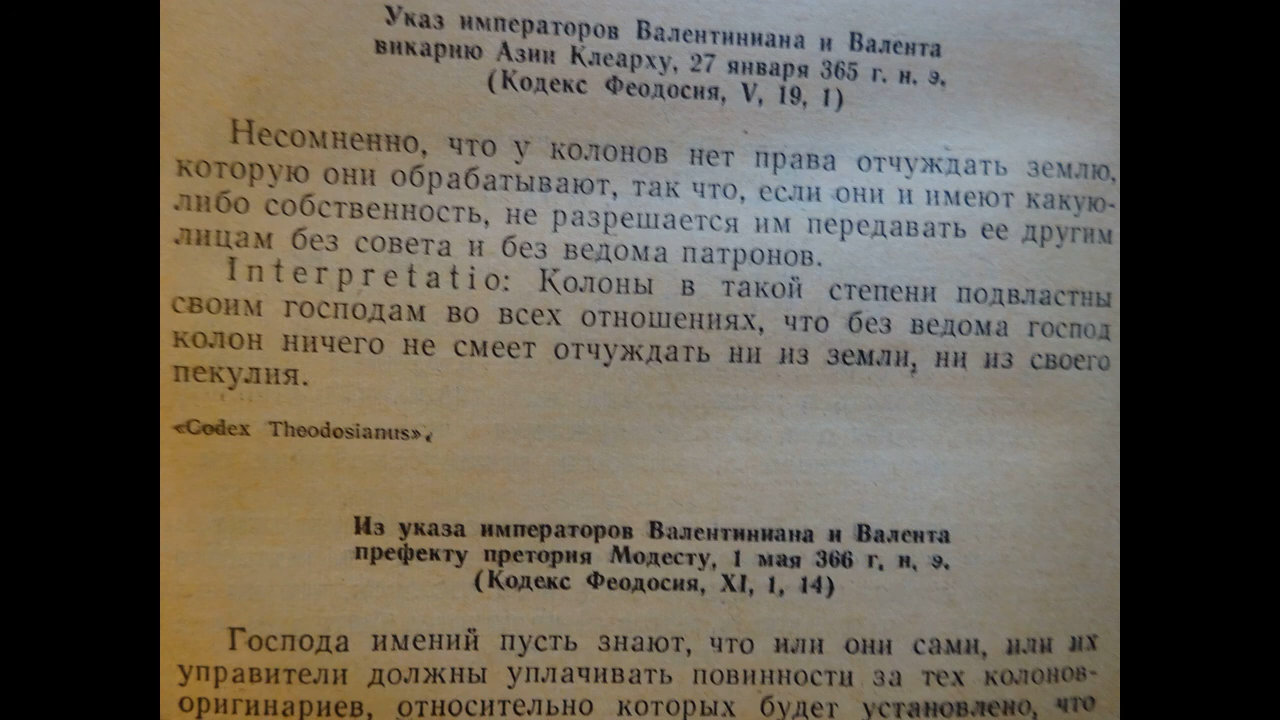 Указ императоров Валентиниана и Валента
викарию Азии Клеарху, 27 января 365 г. н. э.
(Кодекс Феодосия, V, 19, 1)
Несомненно, что у колонов нет права отчуждать землю,
которую они обрабатывают, так что, если они и имеют какую-
либо собственность, не разрешается им передавать ее другим
лицам без совета и без ведома патронов.
Interpretatio: Колоны в такой степени подвластны
своим господам во всех отношениях, что без ведома господ
колон ничего не смеет отчуждать ни из земли, ни из своего
пекулия.
«Codex Theodosianus».
Из указа императоров Валентиниана и Валента
префекту претория Модесту, 1 мая 366 г. н. э.
(Кодекс Феодосия, XI, 1, 14)
Господа имений пусть знают, что или они сами, или их
управители должны уплачивать повинности за тех колонов-
оригинариев, относительно которых будет установлено, что